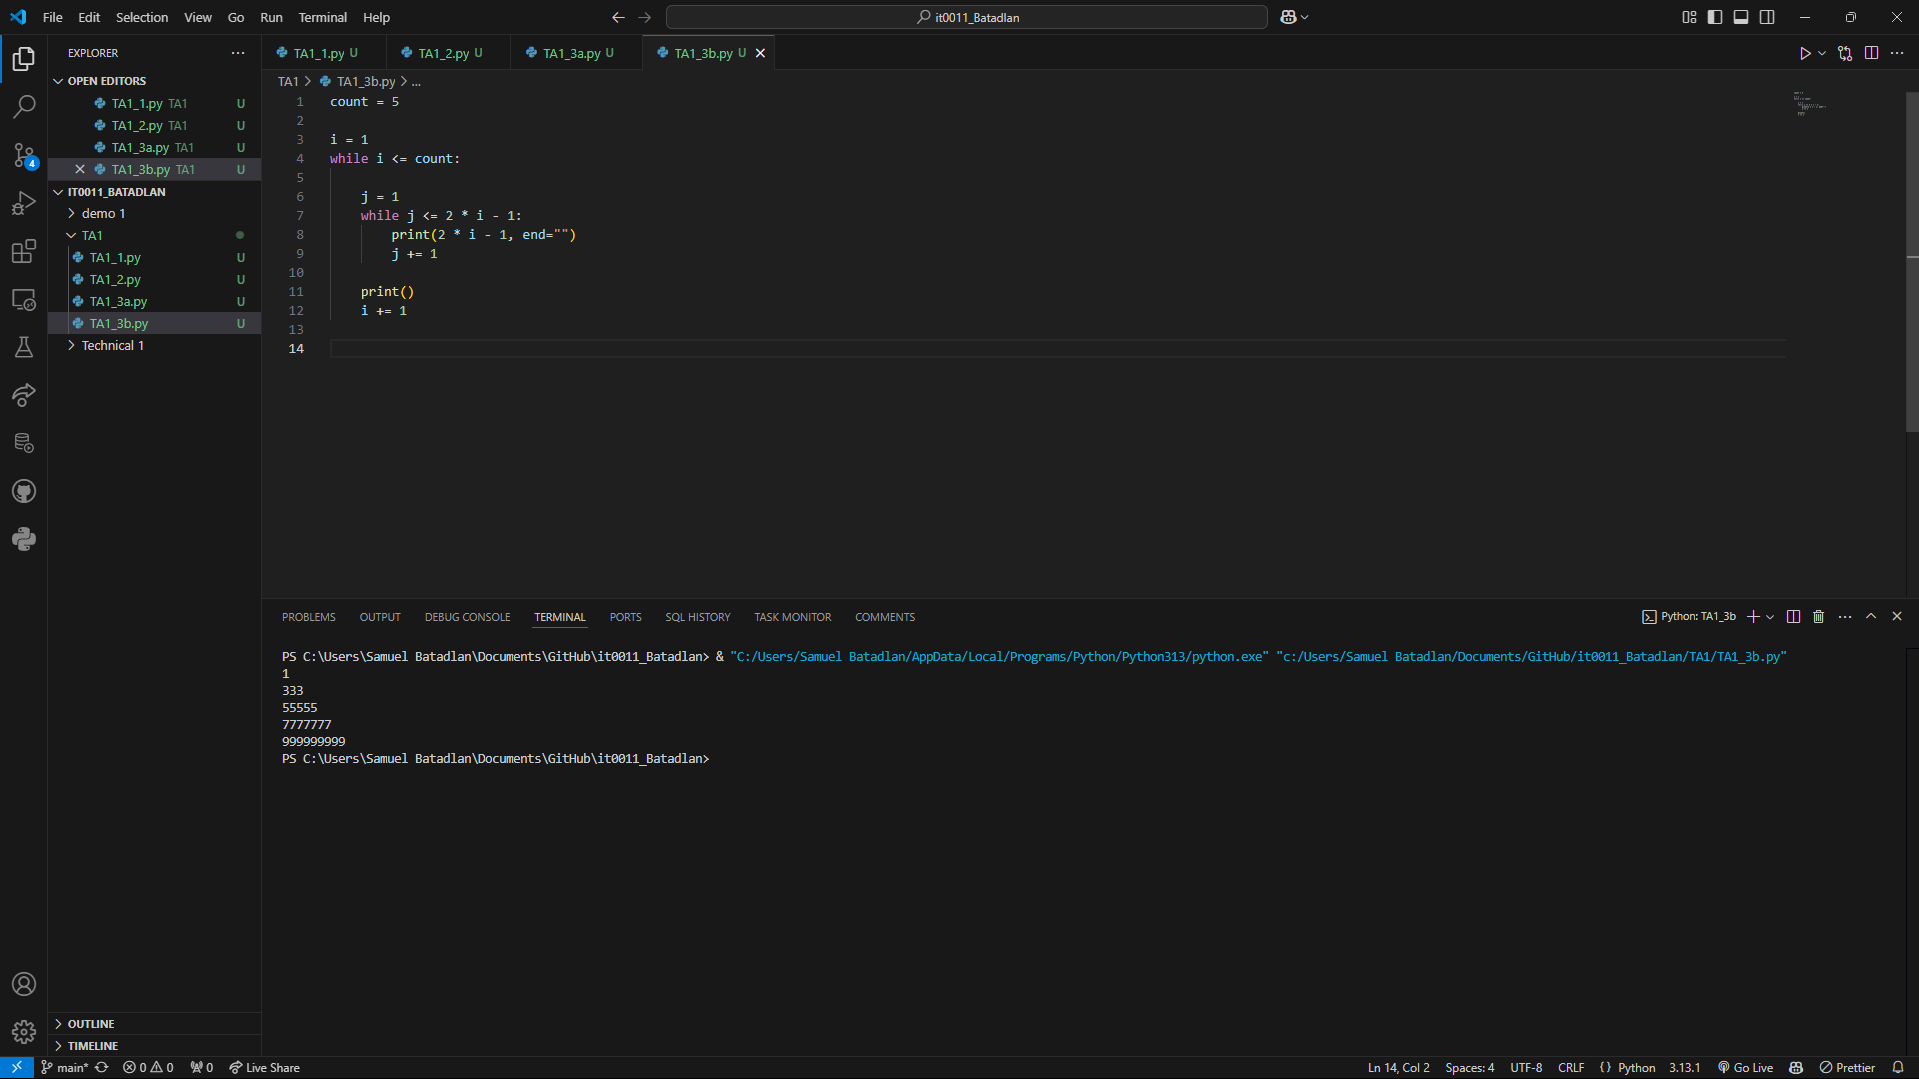 File Edit Selection View Go Run Terminal Help
it0011_Batadlan
EXPLORER
OPEN EDITORS
TA1_1.py TA1 U
TA1_2.py TA1 U
TA1_3a.py TA1 U
TA1_3b.py TA1 U
IT0011_BATADLAN
demo 1
TA1
TA1_1.py U
TA1_2.py U
TA1_3a.py U
TA1_3b.py U
Technical 1
OUTLINE
TIMELINE
4
TA1_1.py U TA1_2.py U TA1_3a.py U TA1_3b.py U
TA1 > TA1_3b.py > ...
1 count = 5
2
3 i = 1
4 while i <= count:
5
6 j = 1
7 while j <= 2 * i - 1:
8 print(2 * i - 1, end="")
9 j += 1
10
11 print()
12 i += 1
13
14
PROBLEMS OUTPUT DEBUG CONSOLE TERMINAL PORTS SQL HISTORY TASK MONITOR COMMENTS
Python: TA1_3b
PS C:\Users\Samuel Batadlan\Documents\GitHub\it0011_Batadlan> & "C:/Users/Samuel Batadlan/AppData/Local/Programs/Python/Python313/python.exe" "c:/Users/Samuel Batadlan/Documents/GitHub/it0011_Batadlan/TA1/TA1_3b.py"
1
333
55555
7777777
999999999
PS C:\Users\Samuel Batadlan\Documents\GitHub\it0011_Batadlan>
main* 0 0 0 Live Share
Ln 14, Col 2 Spaces: 4 UTF-8 CRLF {} Python 3.13.1 Go Live Prettier